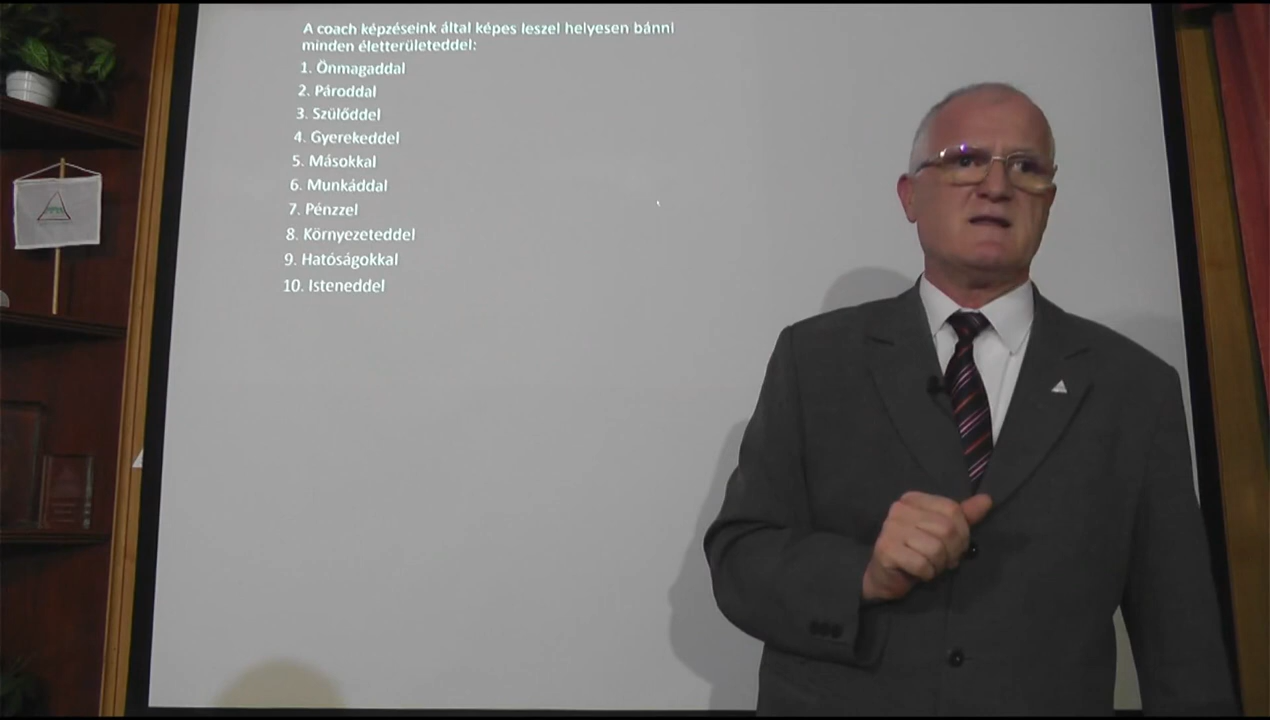 A coach képzéseink által képes leszel helyesen bánni
minden életterületeddel:
1. Önmagaddal
2. Pároddal
3. Szülőddel
4. Gyerekeddel
5. Másokkal
6. Munkáddal
7. Pénzzel
8. Környezeteddel
9. Hatóságokkal
10. Isteneddel